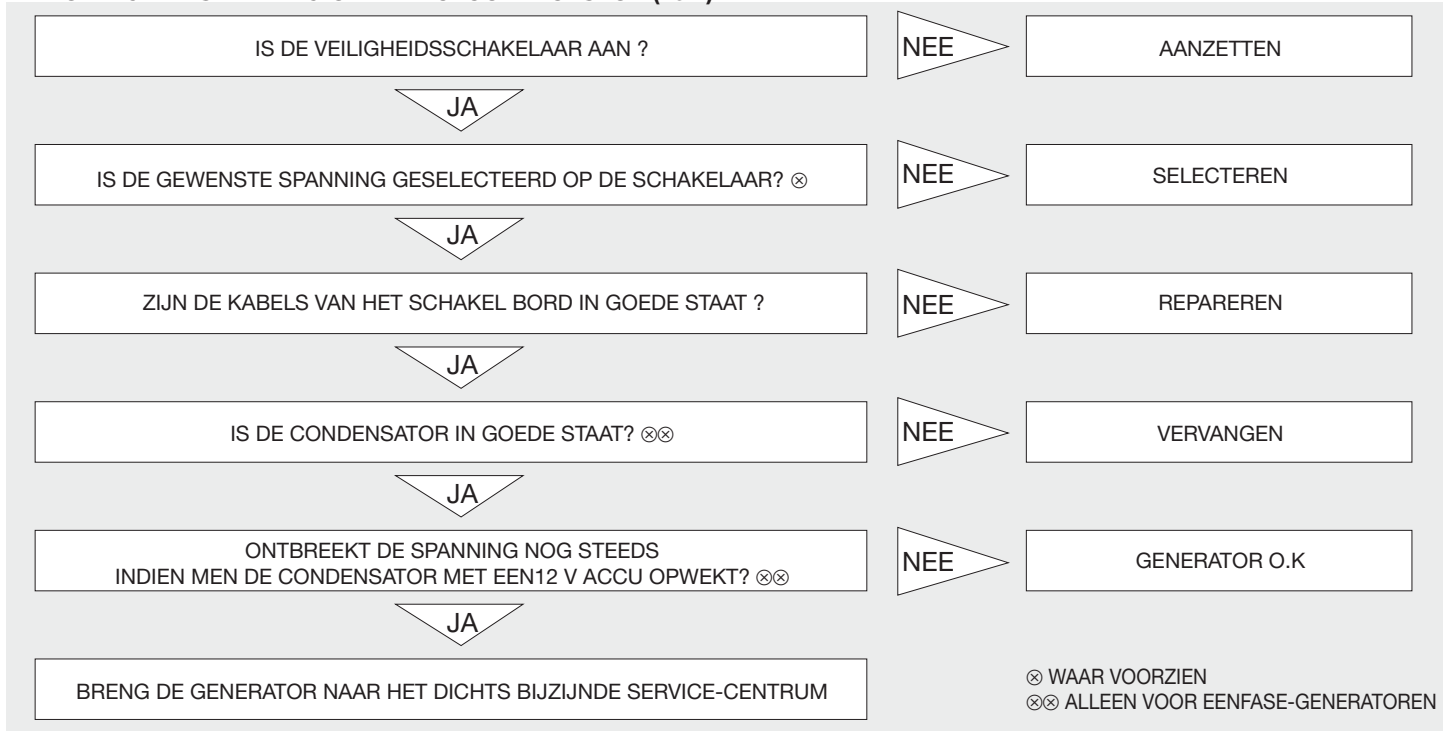 IS DE VEILIGHEIDSSCHAKELAAR AAN ?
NEE
AANZETTEN
JA
IS DE GEWENSTE SPANNING GESELECTEERD OP DE SCHAKELAAR? ⊗
NEE
SELECTEREN
JA
ZIJN DE KABELS VAN HET SCHAKEL BORD IN GOEDE STAAT ?
NEE
REPAREREN
JA
IS DE CONDENSATOR IN GOEDE STAAT? ⊗⊗
NEE
VERVANGEN
JA
ONTBREEKT DE SPANNING NOG STEEDS
INDIEN MEN DE CONDENSATOR MET EEN12 V ACCU OPWEKT? ⊗⊗
NEE
GENERATOR O.K
JA
BRENG DE GENERATOR NAAR HET DICHTS BIJZIJNDE SERVICE-CENTRUM
⊗ WAAR VOORZIEN
⊗⊗ ALLEEN VOOR EENFASE-GENERATOREN